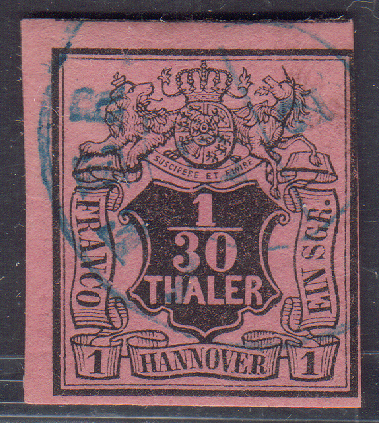 SUSCIPERE ET FINIRE
FRANCO
1
30
THALER
EIN SGR.
1
HANNOVER
1